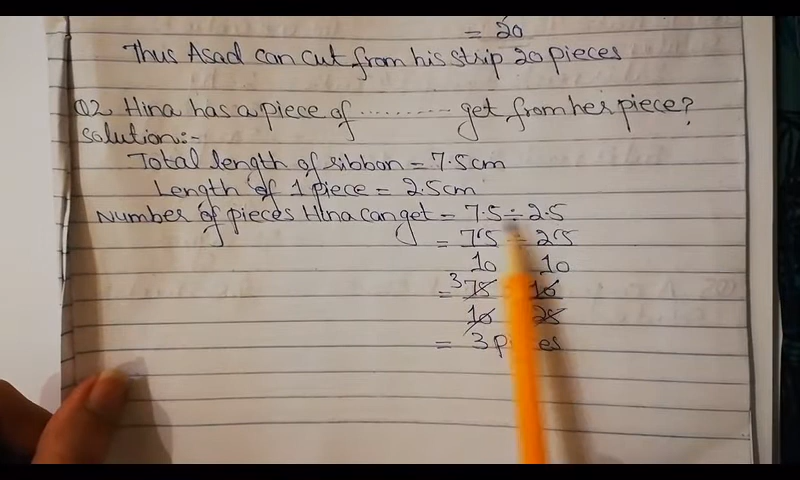 = 20
Thus Asad can cut from his strip 20 pieces
Q2 Hina has a piece of .......... get from her piece?
Solution:-
Total length of ribbon = 7.5cm
Length of 1 piece = 2.5cm
Number of pieces Hina can get = 7.5 ÷ 2.5
= 75 ÷ 25
10 10
= 3 75 10
10 25
= 3 pieces